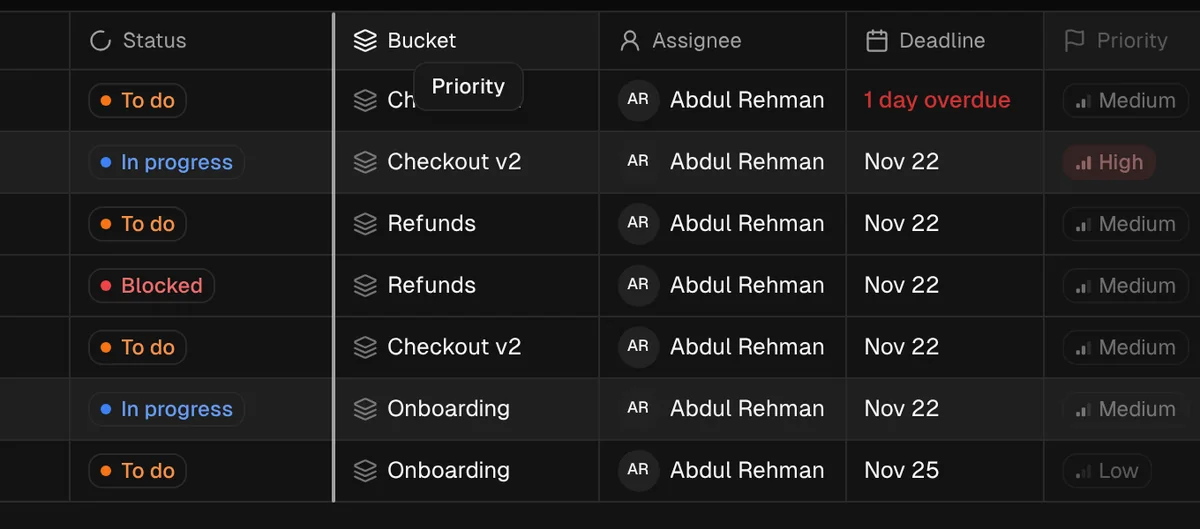 Status Bucket Assignee Deadline Priority
Priority
To do Ch AR Abdul Rehman 1 day overdue Medium
In progress Checkout v2 AR Abdul Rehman Nov 22 High
To do Refunds AR Abdul Rehman Nov 22 Medium
Blocked Refunds AR Abdul Rehman Nov 22 Medium
To do Checkout v2 AR Abdul Rehman Nov 22 Medium
In progress Onboarding AR Abdul Rehman Nov 22 Medium
To do Onboarding AR Abdul Rehman Nov 25 Low